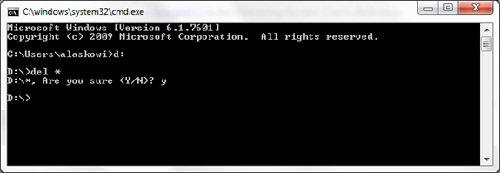 C:\windows\system32\cmd.exe
Microsoft Windows [Version 6.1.7601]
Copyright (c) 2009 Microsoft Corporation. All rights reserved.
C:\Users\alaskowi>d:
D:\>del *
D:\*, Are you sure (Y/N)? y
D:\>